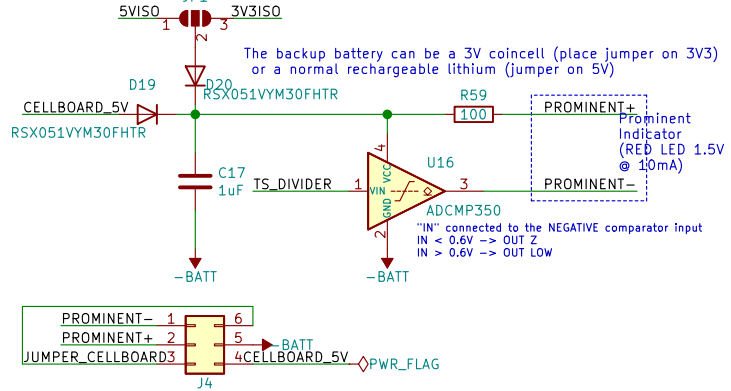 5VISO
1
3
3V3ISO
2
The backup battery can be a 3V coincell (place jumper on 3V3)
or a normal rechargeable lithium (jumper on 5V)
D19
D20
RSX051VYM30FHTR
CELLBOARD_5V
RSX051VYM30FHTR
R59
100
PROMINENT+
Prominent
Indicator
(RED LED 1.5V
@ 10mA)
C17
1uF
TS_DIVIDER
1
VIN
VCC
4
GND
2
U16
3
PROMINENT-
ADCMP350
"IN" connected to the NEGATIVE comparator input
IN < 0.6V -> OUT Z
IN > 0.6V -> OUT LOW
-BATT
-BATT
PROMINENT-
1
6
PROMINENT+
2
5
-BATT
JUMPER_CELLBOARD
3
4
CELLBOARD_5V
PWR_FLAG
J4